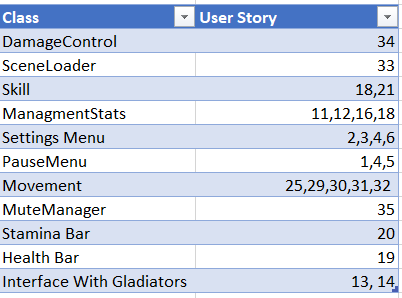 Class User Story
DamageControl 34
SceneLoader 33
Skill 18,21
ManagmentStats 11,12,16,18
Settings Menu 2,3,4,6
PauseMenu 1,4,5
Movement 25,29,30,31,32
MuteManager 35
Stamina Bar 20
Health Bar 19
Interface With Gladiators 13, 14